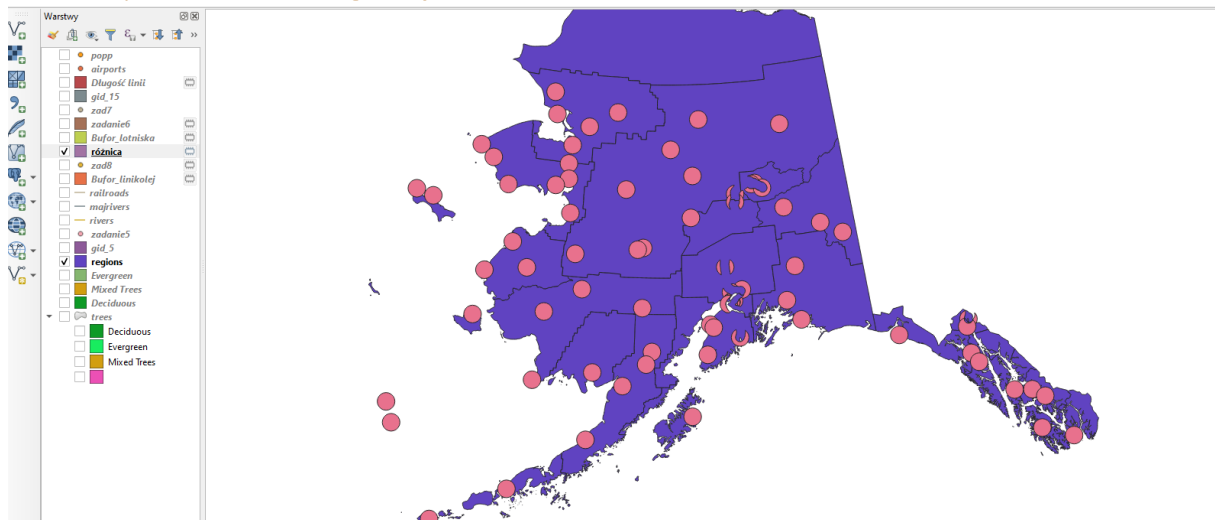 Warstwy
popp
airports
Długość linii
gid_15
zad7
zadanie6
Bufor_lotniska
różnica
zad8
Bufor_linikolej
railroads
majrivers
rivers
zadanie5
gid_5
regions
Evergreen
Mixed Trees
Deciduous
trees
Deciduous
Evergreen
Mixed Trees